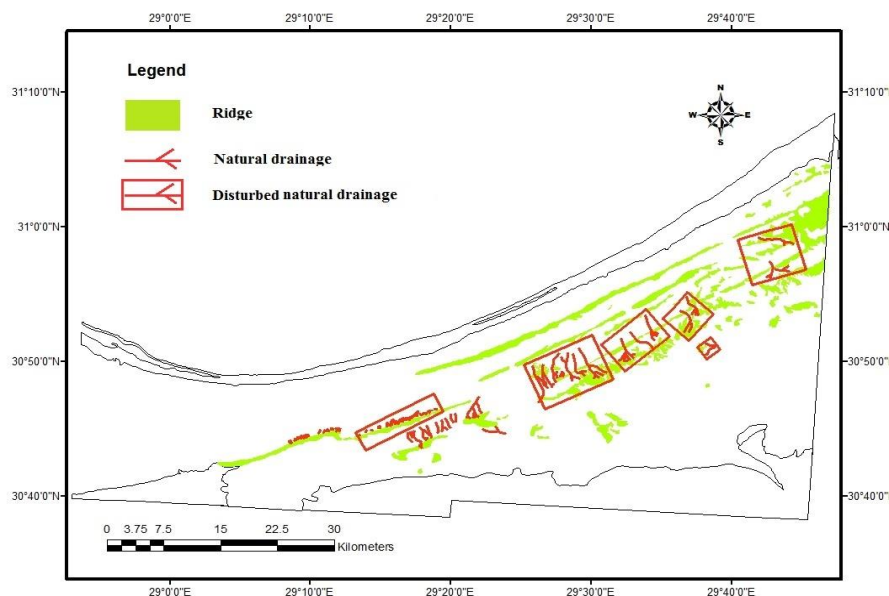 29°0'0"E 29°10'0"E 29°20'0"E 29°30'0"E 29°40'0"E
Legend
31°10'0"N 31°10'0"N
N
W E
S
Ridge
Natural drainage
Disturbed natural drainage
31°0'0"N 31°0'0"N
30°50'0"N 30°50'0"N
30°40'0"N 30°40'0"N
0 3.75 7.5 15 22.5 30
Kilometers
29°0'0"E 29°10'0"E 29°20'0"E 29°30'0"E 29°40'0"E